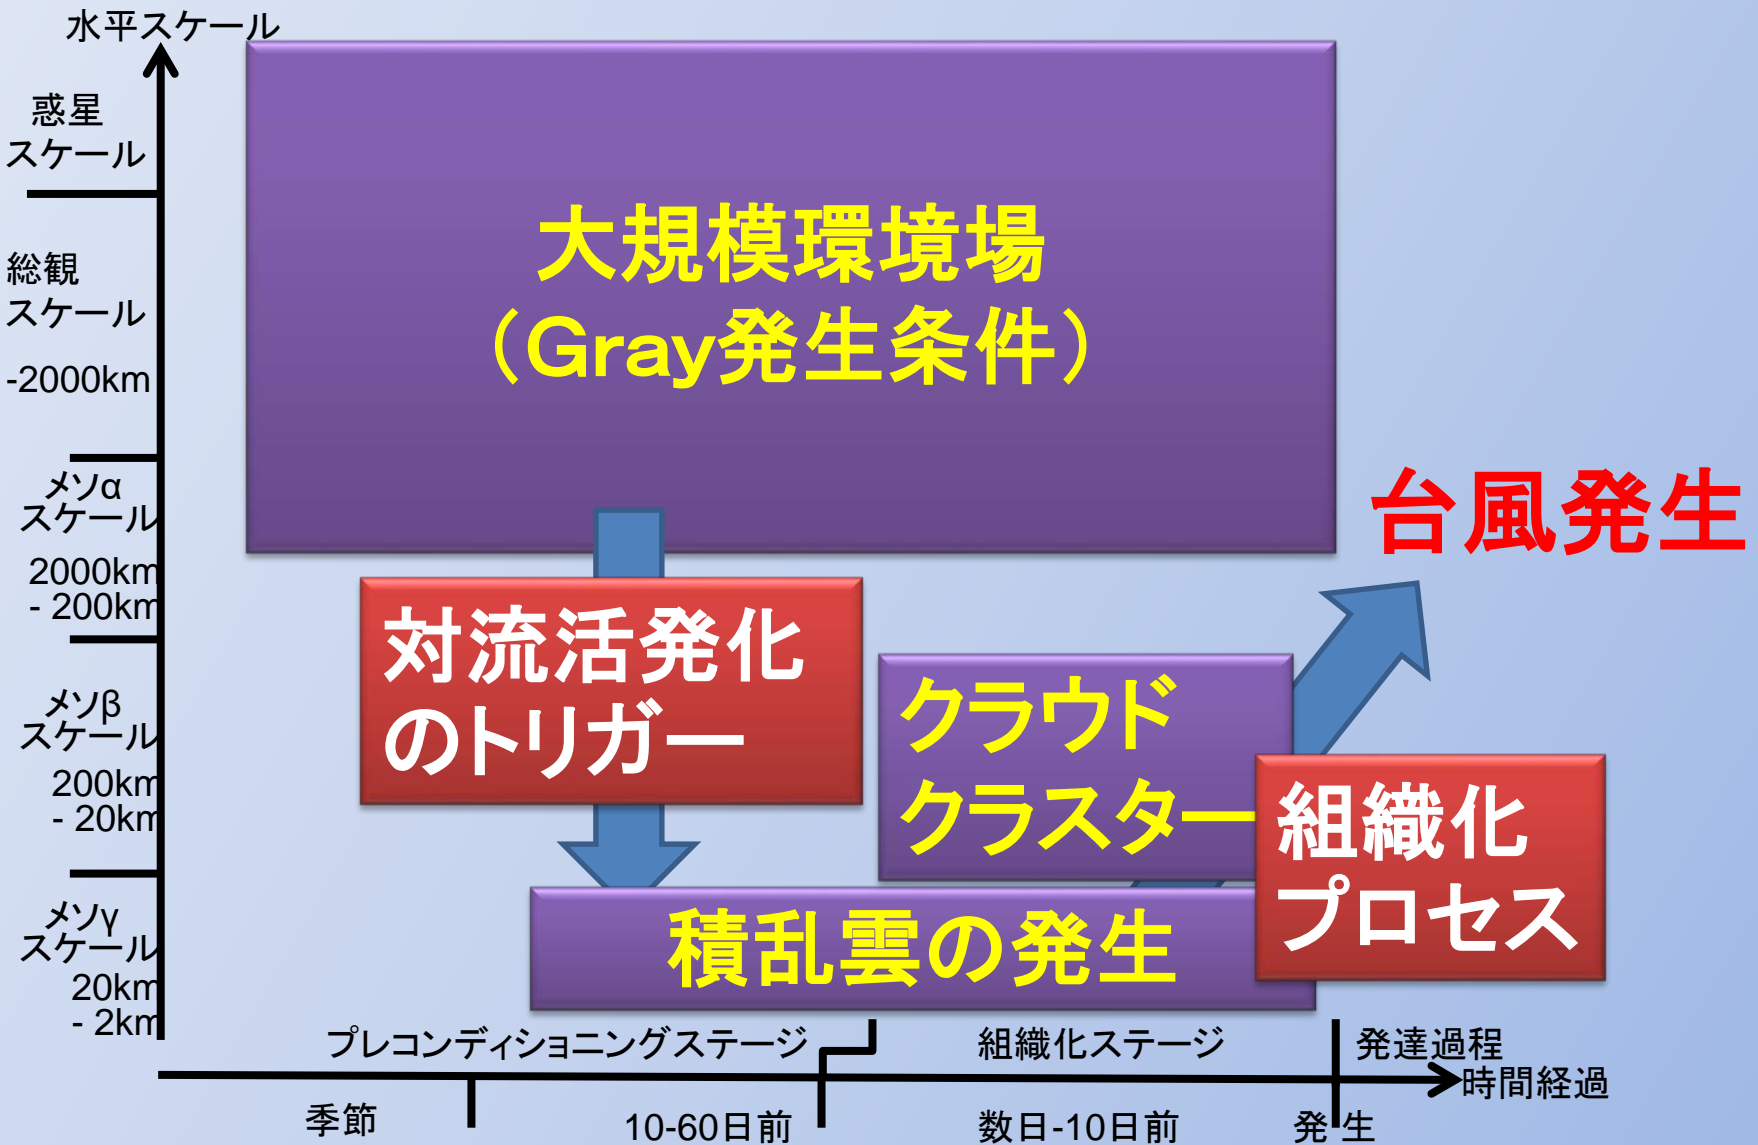 水平スケール
惑星
スケール
総観
スケール
-2000km
メソα
スケール
2000km
- 200km
メソβ
スケール
200km
- 20km
メソγ
スケール
20km
- 2km
大規模環境場
（Gray発生条件）
対流活発化
のトリガー
クラウド
クラスター
積乱雲の発生
組織化
プロセス
台風発生
プレコンディショニングステージ
組織化ステージ
発達過程
時間経過
季節
10-60日前
数日-10日前
発生